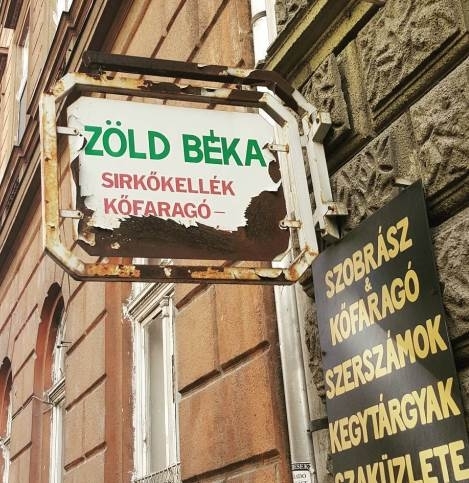 ZÖLD BÉKA
SIRKŐKELLÉK
KŐFARAGÓ–
SZOBRÁSZ
&
KŐFARAGÓ
SZERSZÁMOK
KEGYTÁRGYAK
SZAKÜZLETE